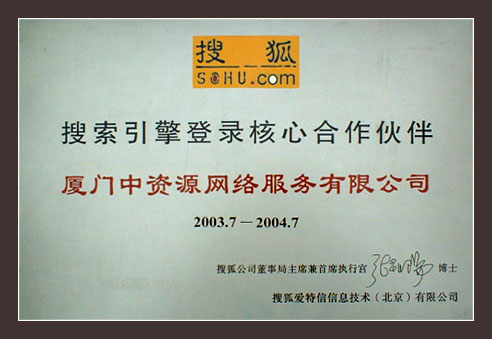 搜狐
SOHU.com
搜索引擎登录核心合作伙伴
厦门中资源网络服务有限公司
2003.7—2004.7
搜狐公司董事局主席兼首席执行官 张朝阳 博士
搜狐爱特信信息技术（北京）有限公司